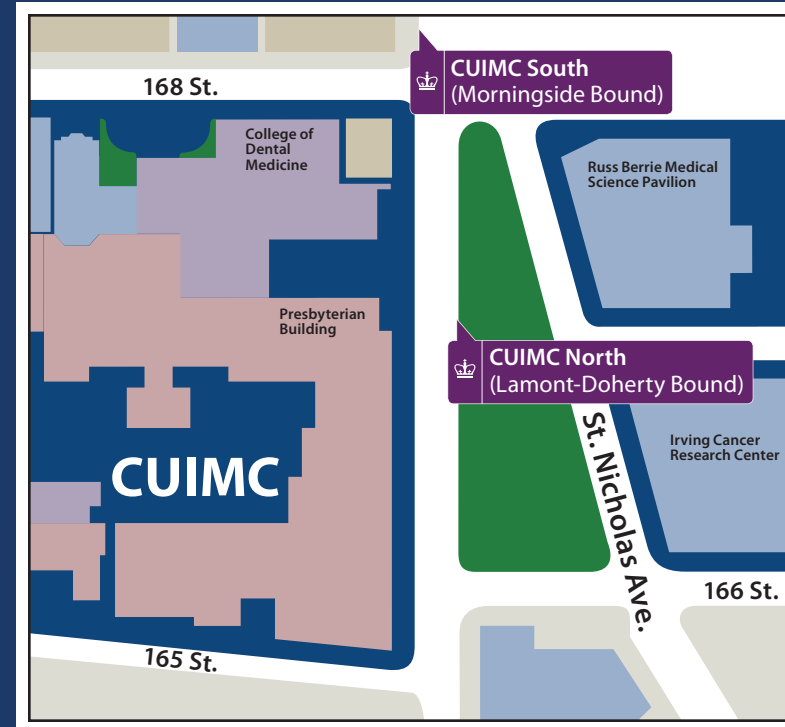 CUIMC South
(Morningside Bound)
168 St.
College of
Dental
Medicine
Russ Berrie Medical
Science Pavilion
Presbyterian
Building
CUIMC North
(Lamont-Doherty Bound)
St. Nicholas Ave.
Irving Cancer
Research Center
CUIMC
166 St.
165 St.